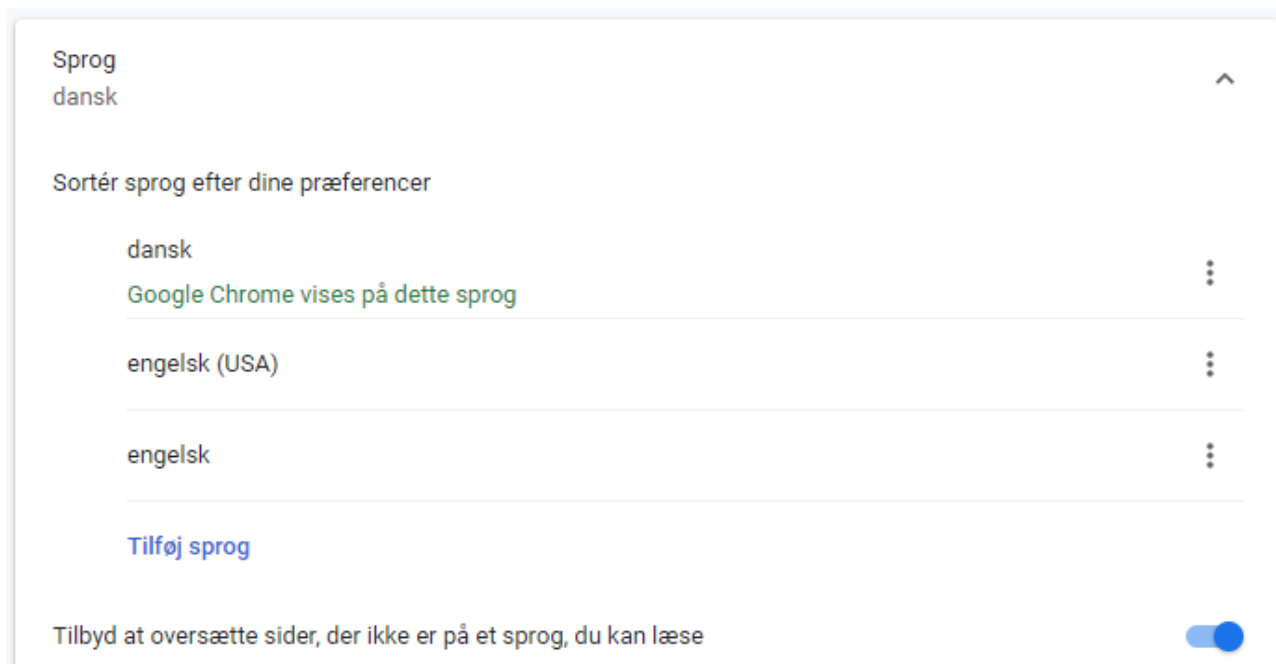 Sprog
dansk
Sortér sprog efter dine præferencer
dansk
Google Chrome vises på dette sprog
engelsk (USA)
engelsk
Tilføj sprog
Tilbyd at oversætte sider, der ikke er på et sprog, du kan læse